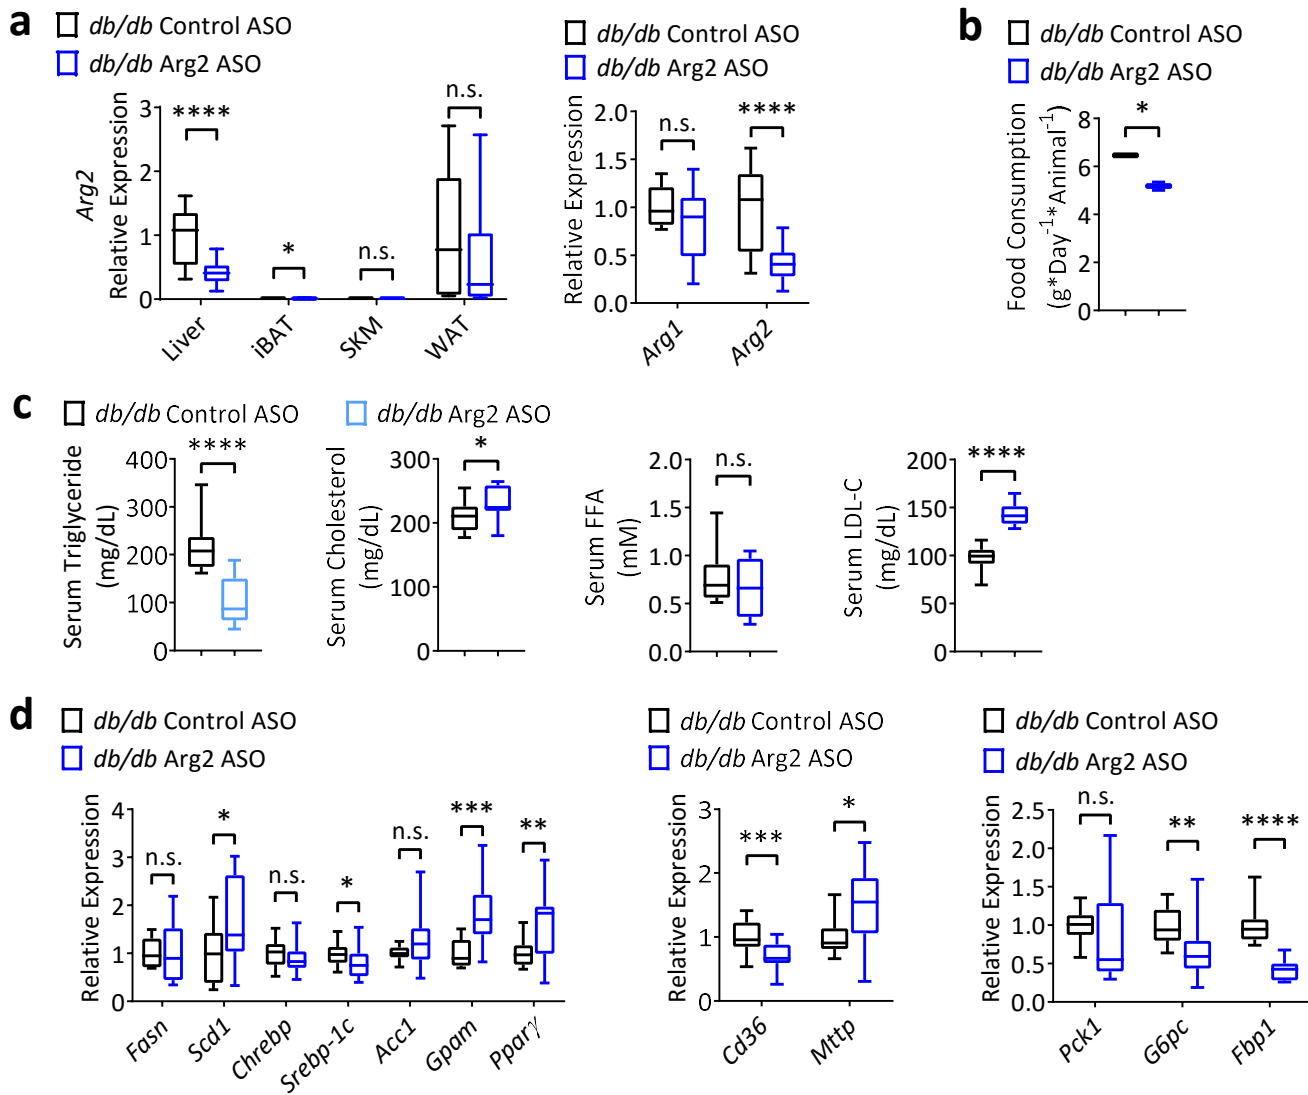 a
db/db Control ASO
db/db Arg2 ASO
Arg2
Relative Expression
3
2
1
0
****
*
n.s.
n.s.
Liver
iBAT
SKM
WAT
db/db Control ASO
db/db Arg2 ASO
Relative Expression
2.0
1.5
1.0
0.5
0.0
n.s.
****
Arg1
Arg2
b
db/db Control ASO
db/db Arg2 ASO
Food Consumption
(g*Day⁻¹*Animal⁻¹)
8
6
4
2
0
*
c
db/db Control ASO
db/db Arg2 ASO
Serum Triglyceride
(mg/dL)
400
300
200
100
0
****
Serum Cholesterol
(mg/dL)
300
200
100
0
*
Serum FFA
(mM)
2.0
1.5
1.0
0.5
0.0
n.s.
Serum LDL-C
(mg/dL)
200
150
100
50
0
****
d
db/db Control ASO
db/db Arg2 ASO
Relative Expression
4
3
2
1
0
n.s.
*
n.s.
*
n.s.
***
**
Fasn
Scd1
Chrebp
Srebp-1c
Acc1
Gpam
Pparγ
db/db Control ASO
db/db Arg2 ASO
Relative Expression
3
2
1
0
***
*
Cd36
Mttp
db/db Control ASO
db/db Arg2 ASO
Relative Expression
2.5
2.0
1.5
1.0
0.5
0.0
n.s.
**
****
Pck1
G6pc
Fbp1